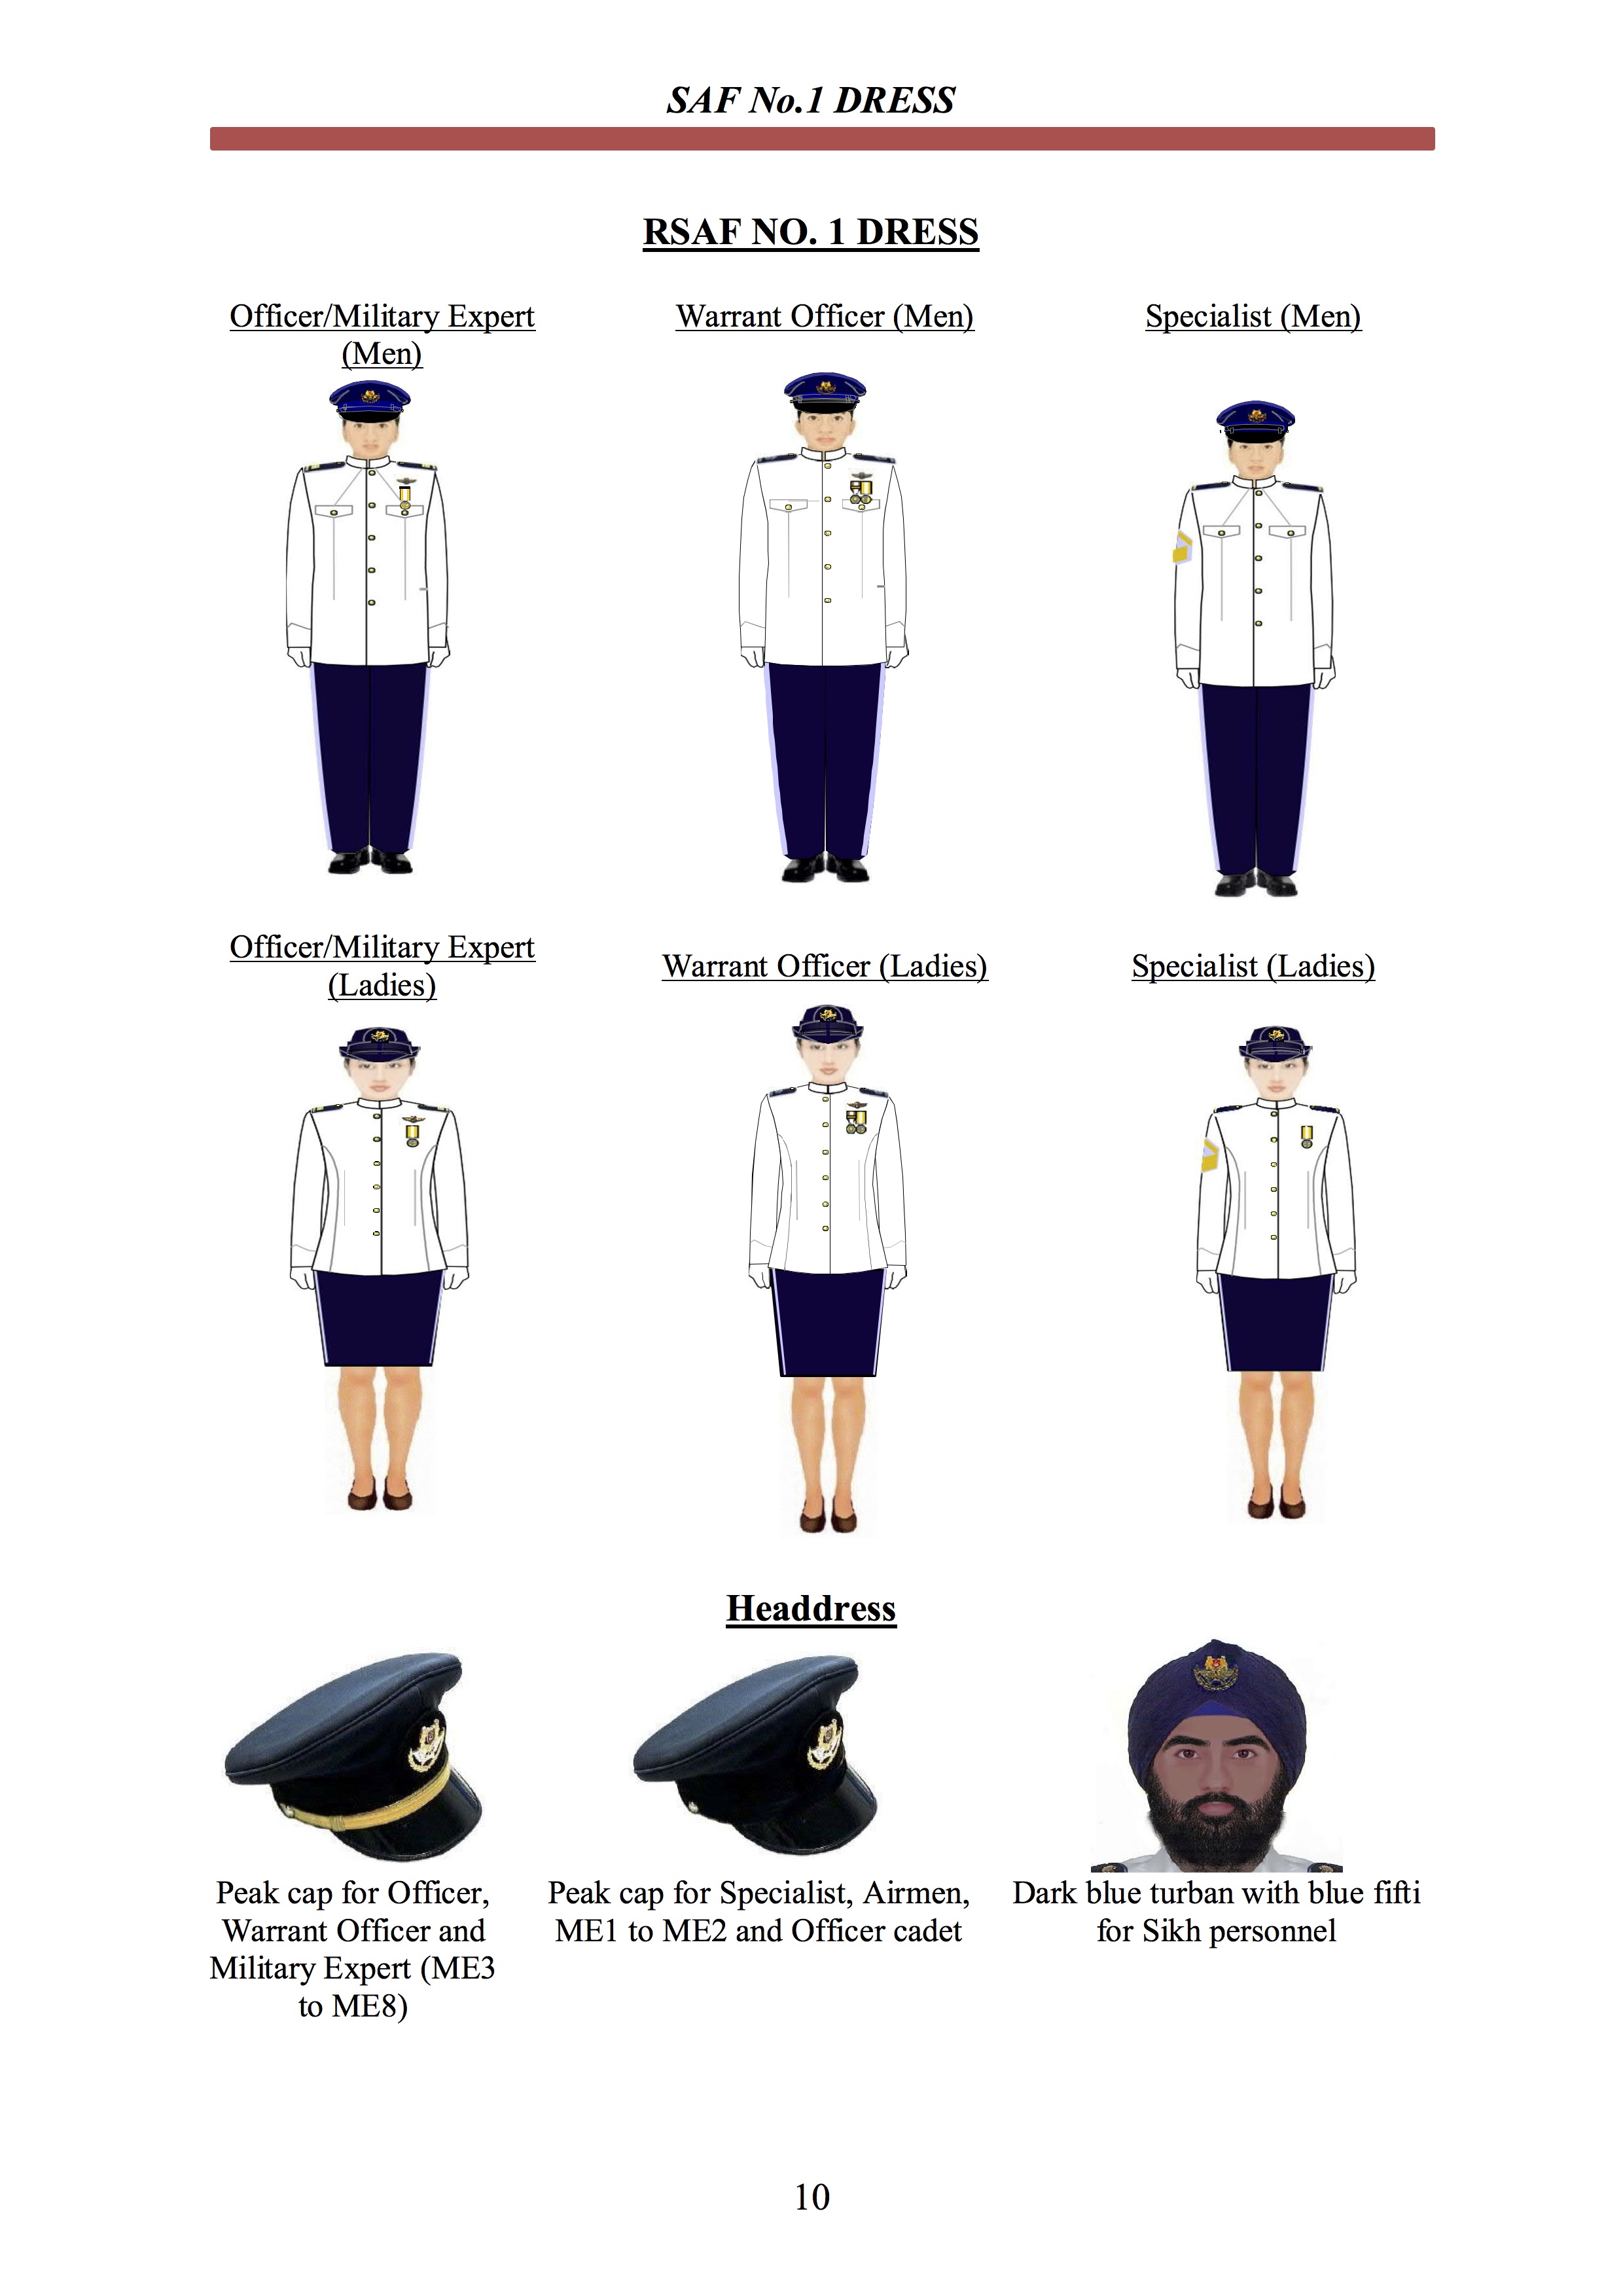 SAF No.1 DRESS
RSAF NO. 1 DRESS
Officer/Military Expert
(Men)
Warrant Officer (Men)
Specialist (Men)
Officer/Military Expert
(Ladies)
Warrant Officer (Ladies)
Specialist (Ladies)
Headdress
Peak cap for Officer,
Warrant Officer and
Military Expert (ME3
to ME8)
Peak cap for Specialist, Airmen,
ME1 to ME2 and Officer cadet
Dark blue turban with blue fifti
for Sikh personnel
10